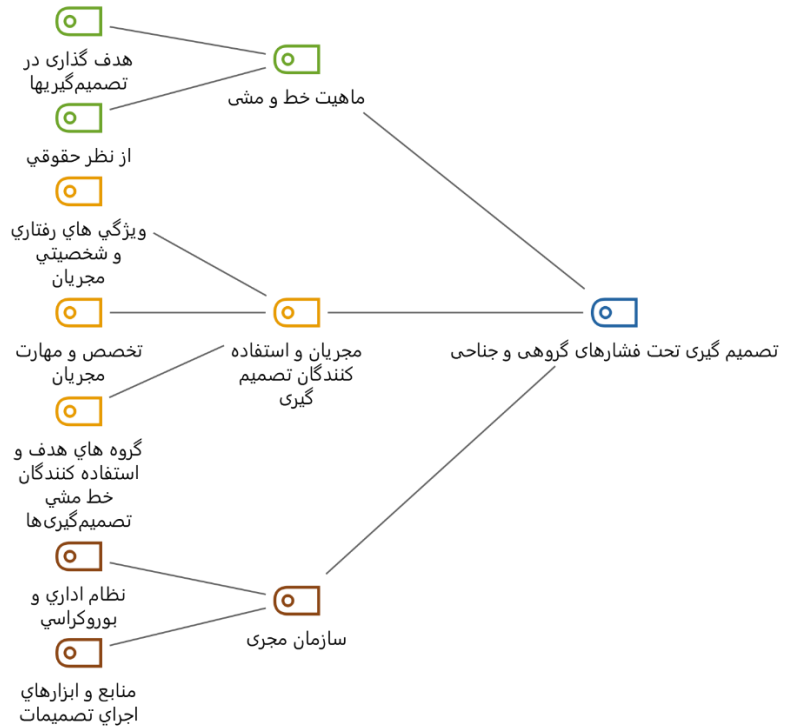 هدف گذاری در
تصمیم‌گیریها
ماهیت خط و مشی
از نظر حقوقي
ويژگي هاي رفتاري
و شخصيتي
مجريان
تخصص و مهارت
مجريان
مجریان و استفاده
کنندگان تصمیم
گیری
تصمیم گیری تحت فشارهای گروهی و جناحی
گروه هاي هدف و
استفاده كنندگان
خط مشي
تصمیم‌گیری‌ها
نظام اداري و
بوروكراسي
سازمان مجری
منابع و ابزارهاي
اجراي تصميمات